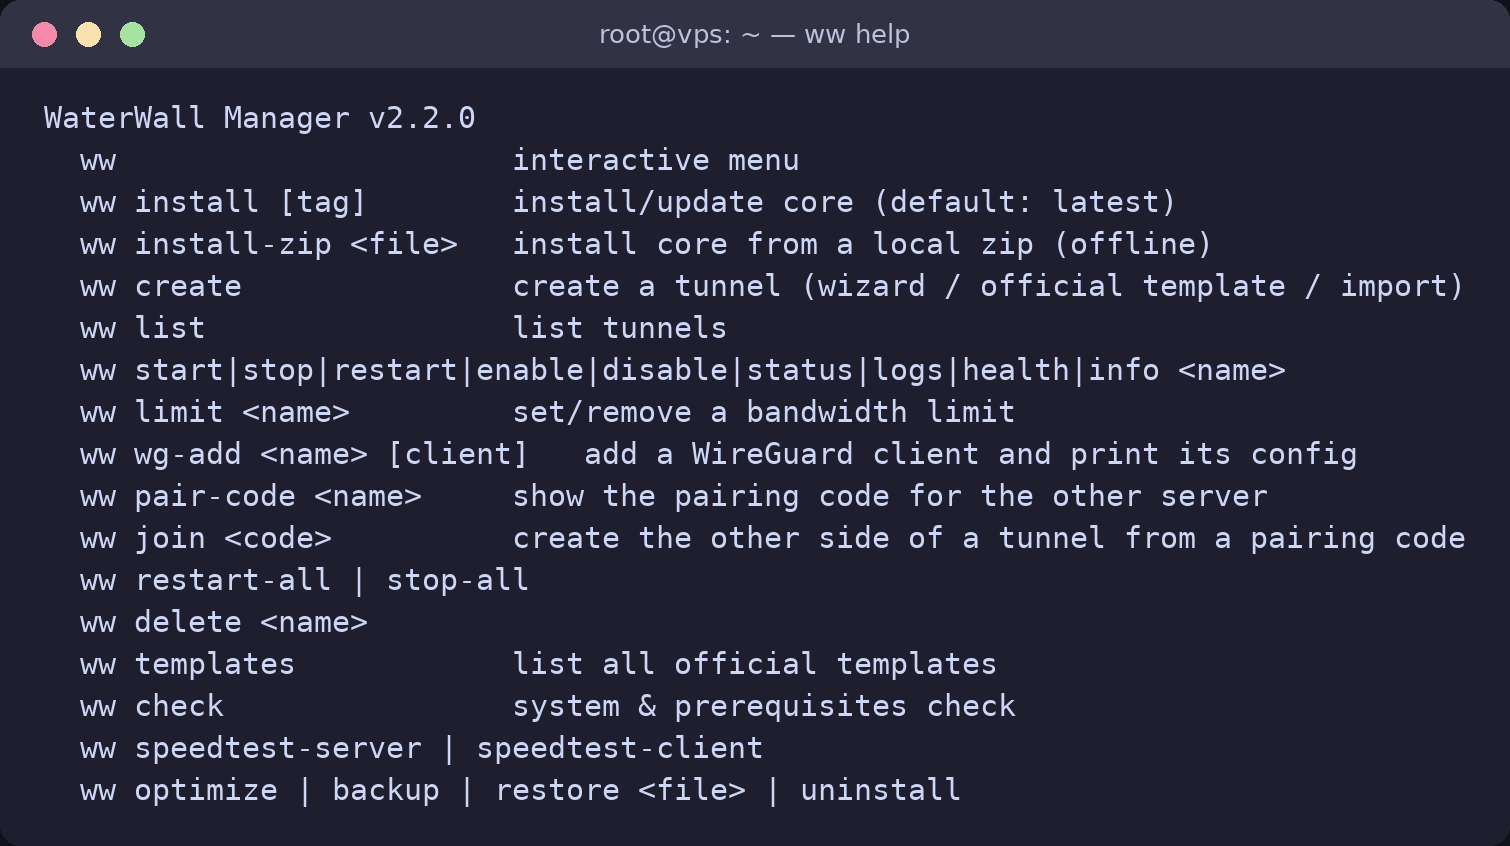 root@vps: ~ — ww help
WaterWall Manager v2.2.0
  ww                      interactive menu
  ww install [tag]        install/update core (default: latest)
  ww install-zip <file>   install core from a local zip (offline)
  ww create               create a tunnel (wizard / official template / import)
  ww list                 list tunnels
  ww start|stop|restart|enable|disable|status|logs|health|info <name>
  ww limit <name>         set/remove a bandwidth limit
  ww wg-add <name> [client]   add a WireGuard client and print its config
  ww pair-code <name>     show the pairing code for the other server
  ww join <code>          create the other side of a tunnel from a pairing code
  ww restart-all | stop-all
  ww delete <name>
  ww templates            list all official templates
  ww check                system & prerequisites check
  ww speedtest-server | speedtest-client
  ww optimize | backup | restore <file> | uninstall